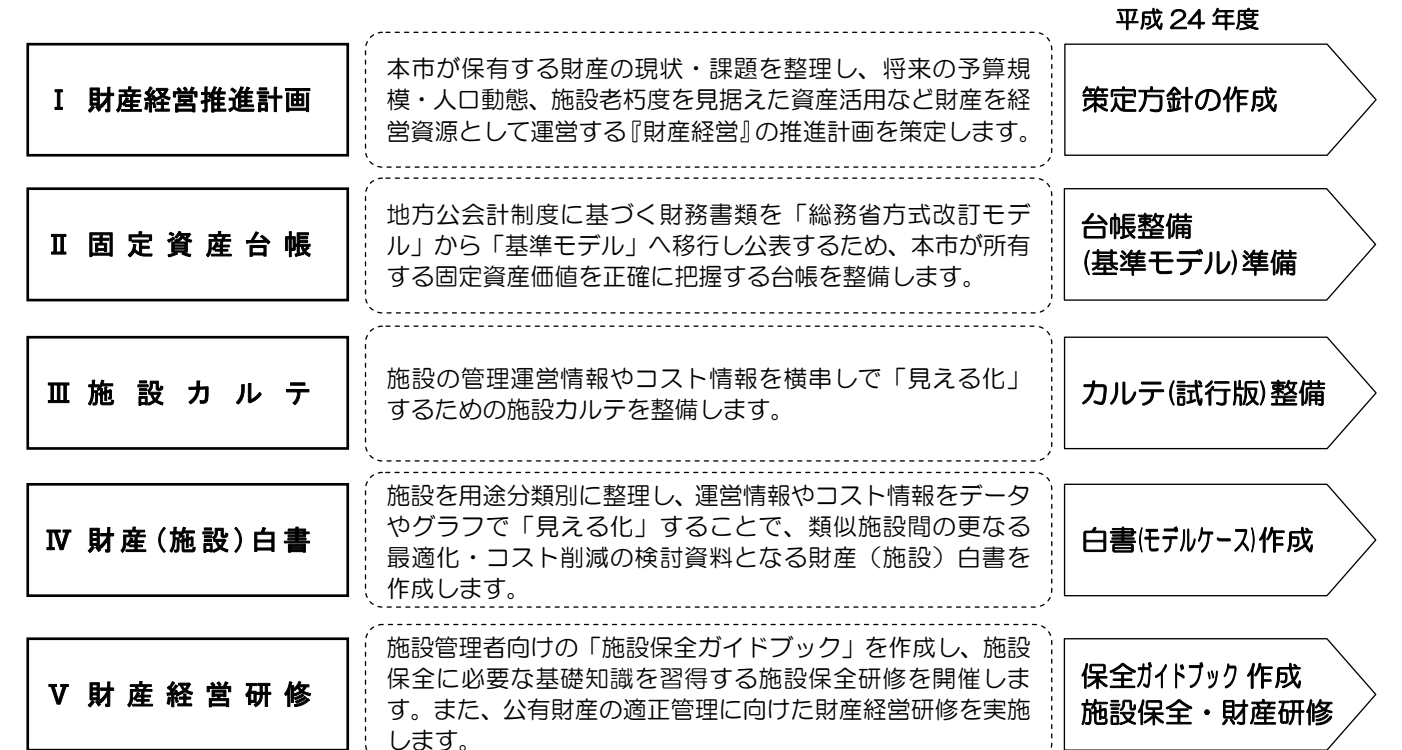 平成 24 年度
Ⅰ 財産経営推進計画
本市が保有する財産の現状・課題を整理し、将来の予算規
模・人口動態、施設老朽度を見据えた資産活用など財産を経
営資源として運営する『財産経営』の推進計画を策定します。
策定方針の作成
Ⅱ 固定資産台帳
地方公会計制度に基づく財務書類を「総務省方式改訂モデ
ル」から「基準モデル」へ移行し公表するため、本市が所有
する固定資産価値を正確に把握する台帳を整備します。
台帳整備
(基準モデル)準備
Ⅲ 施設カルテ
施設の管理運営情報やコスト情報を横串しで「見える化」
するための施設カルテを整備します。
カルテ(試行版)整備
Ⅳ 財産(施設)白書
施設を用途分類別に整理し、運営情報やコスト情報をデータ
やグラフで「見える化」することで、類似施設間の更なる
最適化・コスト削減の検討資料となる財産（施設）白書を
作成します。
白書(モデルケース)作成
Ⅴ 財産経営研修
施設管理者向けの「施設保全ガイドブック」を作成し、施設
保全に必要な基礎知識を習得する施設保全研修を開催しま
す。また、公有財産の適正管理に向けた財産経営研修を実施
します。
保全ガイドブック 作成
施設保全・財産研修